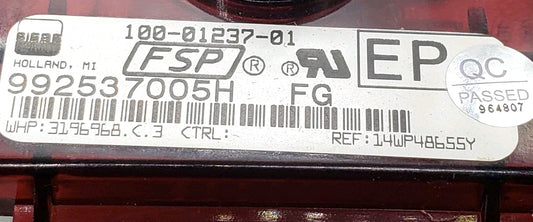 100-01237-01
HOLLAND, MI
FSP ® ® EP
992537005H FG
WHP:3196968.C.3 CTRL:- REF:14WP48655Y
QC
PASSED
964807